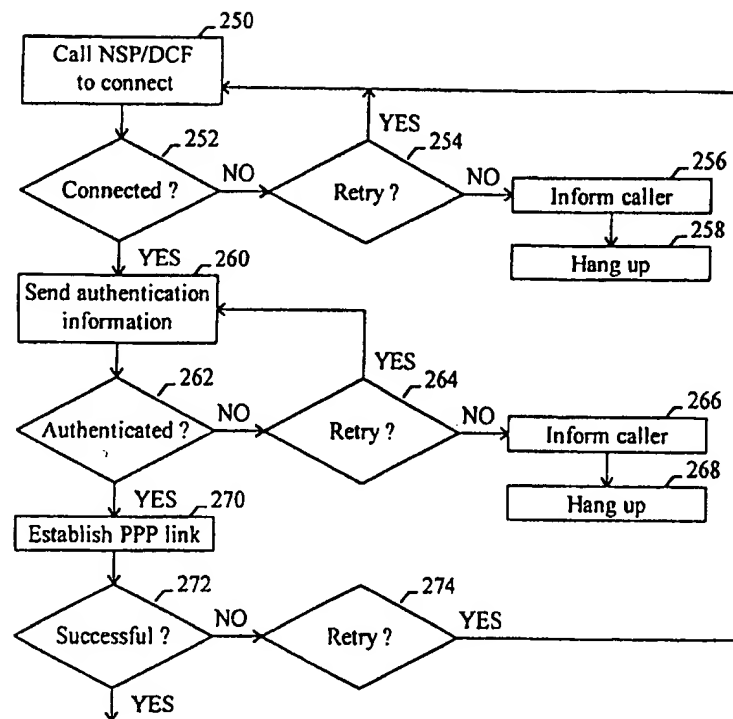 250
Call NSP/DCF
to connect
252
Connected ?
NO
YES
254
Retry ?
NO
256
Inform caller
258
Hang up
YES
260
Send authentication
information
262
Authenticated ?
NO
YES
264
Retry ?
NO
266
Inform caller
268
Hang up
YES
270
Establish PPP link
272
Successful ?
NO
274
Retry ?
YES
YES